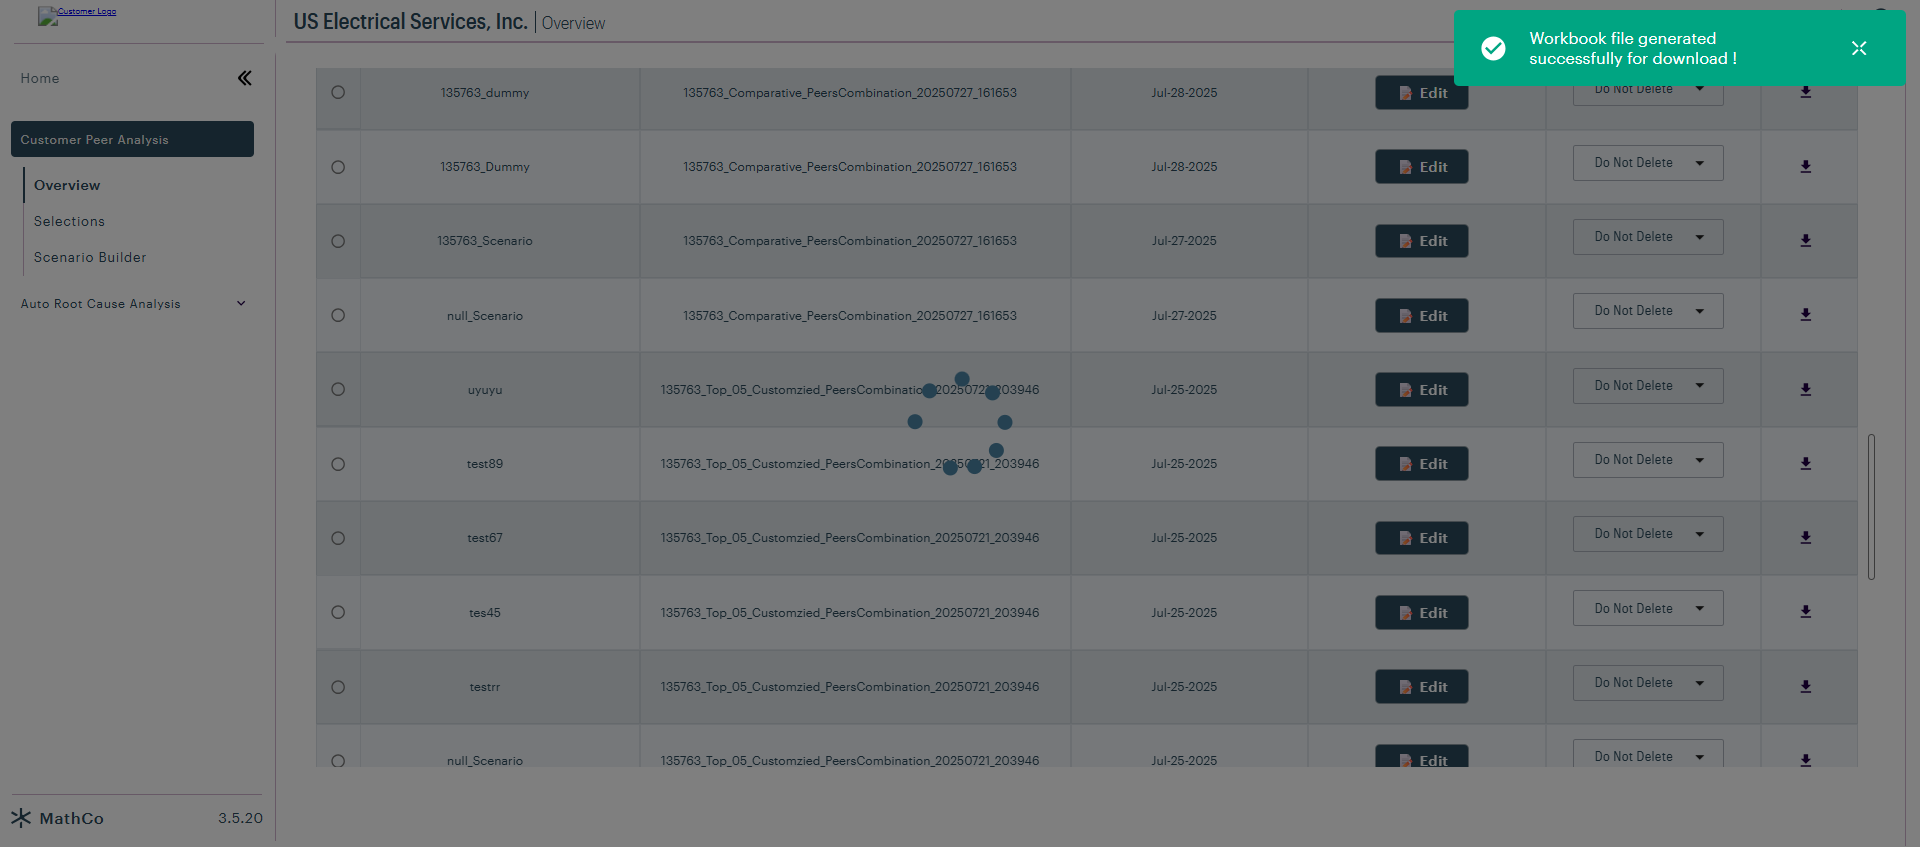 Customer Logo
US Electrical Services, Inc. | Overview
Workbook file generated
successfully for download !
Home
Customer Peer Analysis
Overview
Selections
Scenario Builder
Auto Root Cause Analysis
135763_dummy 135763_Comparative_PeersCombination_20250727_161653 Jul-28-2025 Edit Do Not Delete
135763_Dummy 135763_Comparative_PeersCombination_20250727_161653 Jul-28-2025 Edit Do Not Delete
135763_Scenario 135763_Comparative_PeersCombination_20250727_161653 Jul-27-2025 Edit Do Not Delete
null_Scenario 135763_Comparative_PeersCombination_20250727_161653 Jul-27-2025 Edit Do Not Delete
uyuyu 135763_Top_05_Customzied_PeersCombination_20250721_203946 Jul-25-2025 Edit Do Not Delete
test89 135763_Top_05_Customzied_PeersCombination_20250721_203946 Jul-25-2025 Edit Do Not Delete
test67 135763_Top_05_Customzied_PeersCombination_20250721_203946 Jul-25-2025 Edit Do Not Delete
tes45 135763_Top_05_Customzied_PeersCombination_20250721_203946 Jul-25-2025 Edit Do Not Delete
testrr 135763_Top_05_Customzied_PeersCombination_20250721_203946 Jul-25-2025 Edit Do Not Delete
null_Scenario 135763_Top_05_Customzied_PeersCombination_20250721_203946 Jul-25-2025 Edit Do Not Delete
MathCo 3.5.20